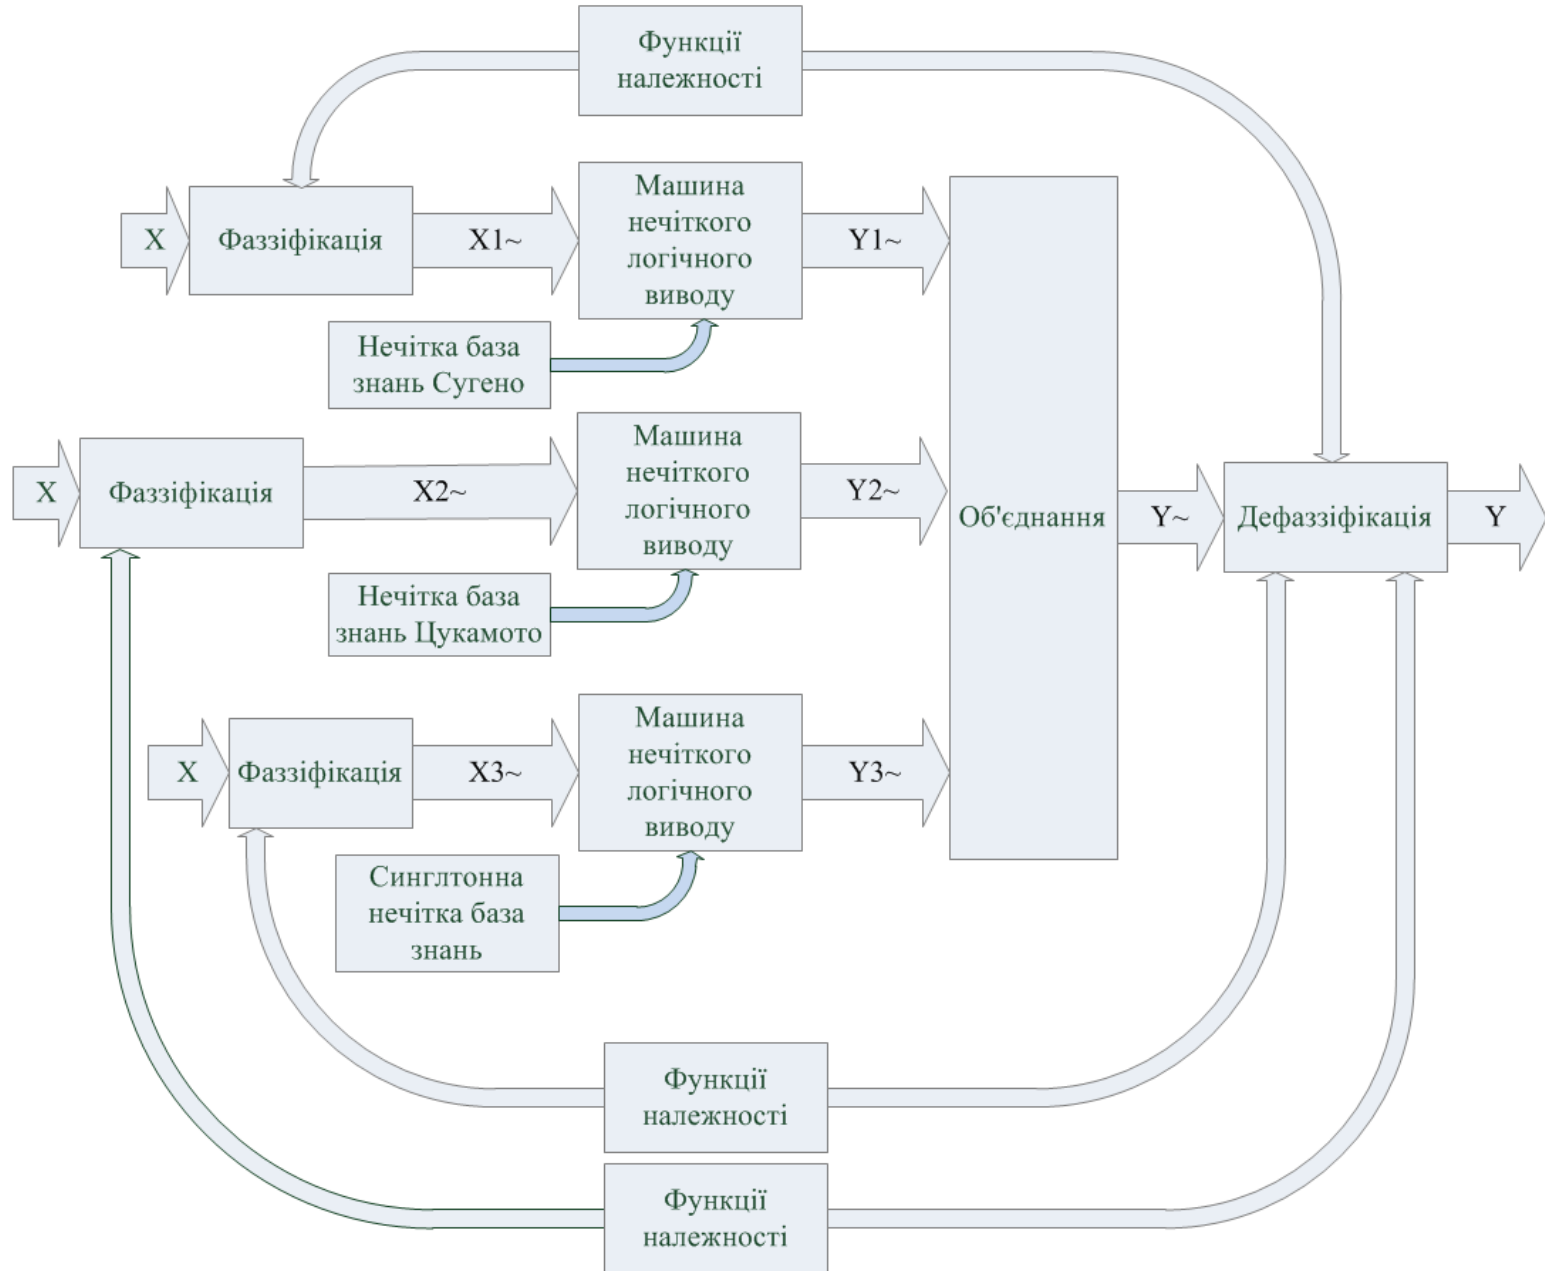 Функції
належності
X
Фаззіфікація
X1~
Машина
нечіткого
логічного
виводу
Y1~
Нечітка база
знань Сугено
X
Фаззіфікація
X2~
Машина
нечіткого
логічного
виводу
Y2~
Об'єднання
Y~
Дефаззіфікація
Y
Нечітка база
знань Цукамото
X
Фаззіфікація
X3~
Машина
нечіткого
логічного
виводу
Y3~
Синглтонна
нечітка база
знань
Функції
належності
Функції
належності